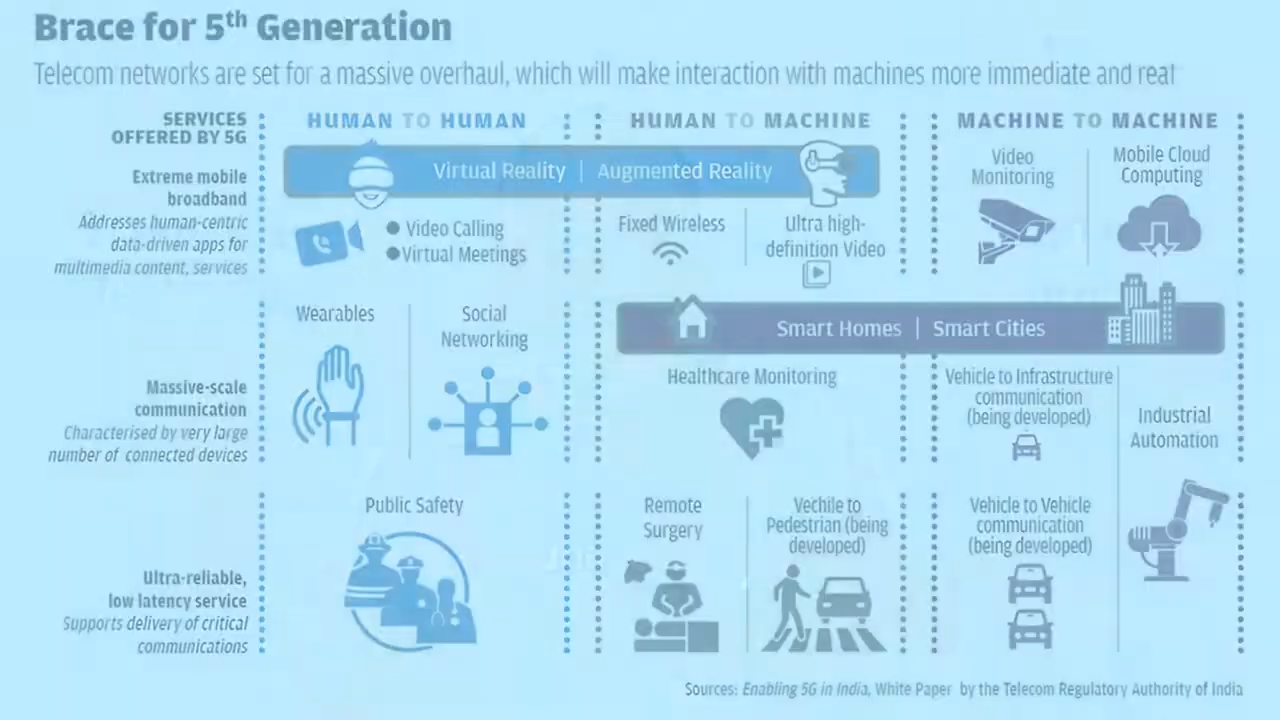 Brace for 5th Generation
Telecom networks are set for a massive overhaul, which will make interaction with machines more immediate and real
SERVICES
OFFERED BY 5G
HUMAN TO HUMAN
HUMAN TO MACHINE
MACHINE TO MACHINE
Extreme mobile
broadband
Addresses human-centric
data-driven apps for
multimedia content, services
Virtual Reality | Augmented Reality
● Video Calling
● Virtual Meetings
Fixed Wireless
Ultra high-
definition Video
Video
Monitoring
Mobile Cloud
Computing
Massive-scale
communication
Characterised by very large
number of connected devices
Wearables
Social
Networking
Smart Homes | Smart Cities
Healthcare Monitoring
Vehicle to Infrastructure
communication
(being developed)
Industrial
Automation
Ultra-reliable,
low latency service
Supports delivery of critical
communications
Public Safety
Remote
Surgery
Vechile to
Pedestrian (being
developed)
Vehicle to Vehicle
communication
(being developed)
Sources: Enabling 5G in India, White Paper by the Telecom Regulatory Authority of India